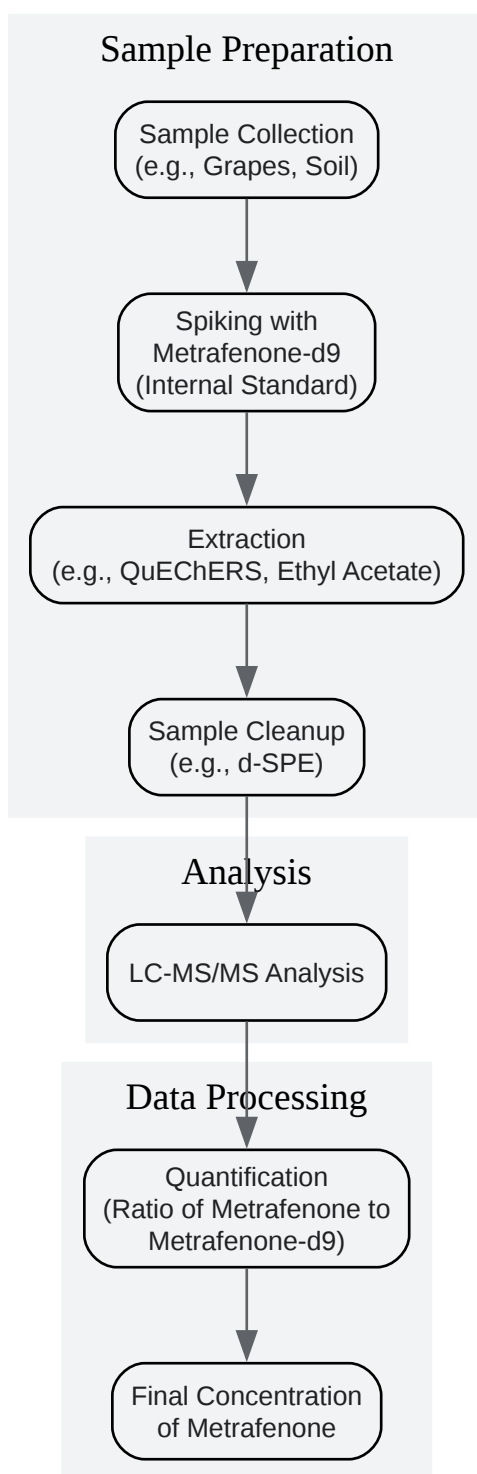 Sample Preparation
Sample Collection
(e.g., Grapes, Soil)
Spiking with
Metrafenone-d9
(Internal Standard)
Extraction
(e.g., QuEChERS, Ethyl Acetate)
Sample Cleanup
(e.g., d-SPE)
Analysis
LC-MS/MS Analysis
Data Processing
Quantification
(Ratio of Metrafenone to
Metrafenone-d9)
Final Concentration
of Metrafenone